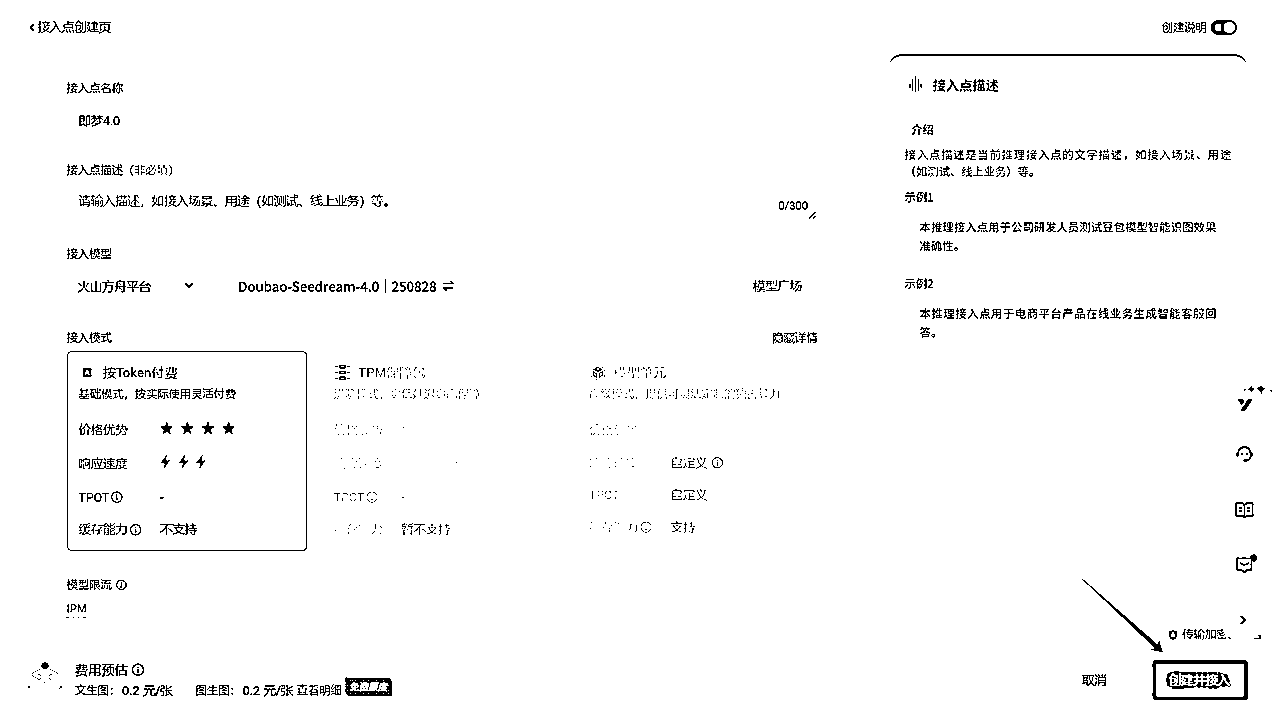 接入点创建页
创建说明
接入点名称
即梦4.0
接入点描述（非必填）
请输入描述，如接入场景、用途（如测试、线上业务）等。
0/300
接入模型
火山方舟平台
Doubao-Seedream-4.0 | 250828
模型广场
接入模式
隐藏详情
按Token付费
基础模式，按实际使用灵活付费
价格优势
响应速度
TPOT -
缓存能力 不支持
TPM保障包
TPOT -
暂不支持
模型单元
自定义
TPOT 自定义
支持
模型限流
IPM
接入点描述
介绍
接入点描述是当前推理接入点的文字描述，如接入场景、用途
（如测试、线上业务）等。
示例1
本推理接入点用于公司研发人员测试豆包模型智能识图效果
准确性。
示例2
本推理接入点用于电商平台产品在线业务生成智能客服回
答。
传输加密、
费用预估
文生图：0.2 元/张 图生图：0.2 元/张 查看明细
取消
创建并接入